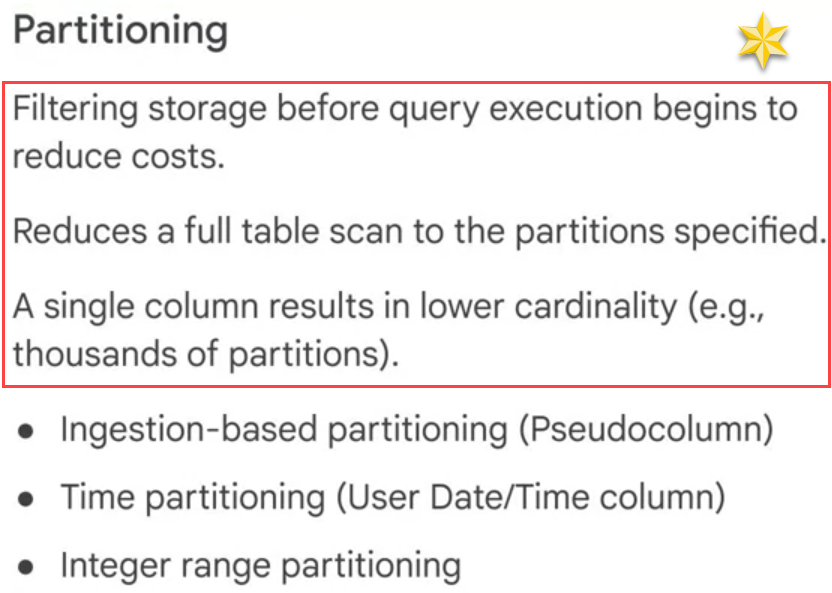 Partitioning
Filtering storage before query execution begins to
reduce costs.
Reduces a full table scan to the partitions specified.
A single column results in lower cardinality (e.g.,
thousands of partitions).
● Ingestion-based partitioning (Pseudocolumn)
● Time partitioning (User Date/Time column)
● Integer range partitioning